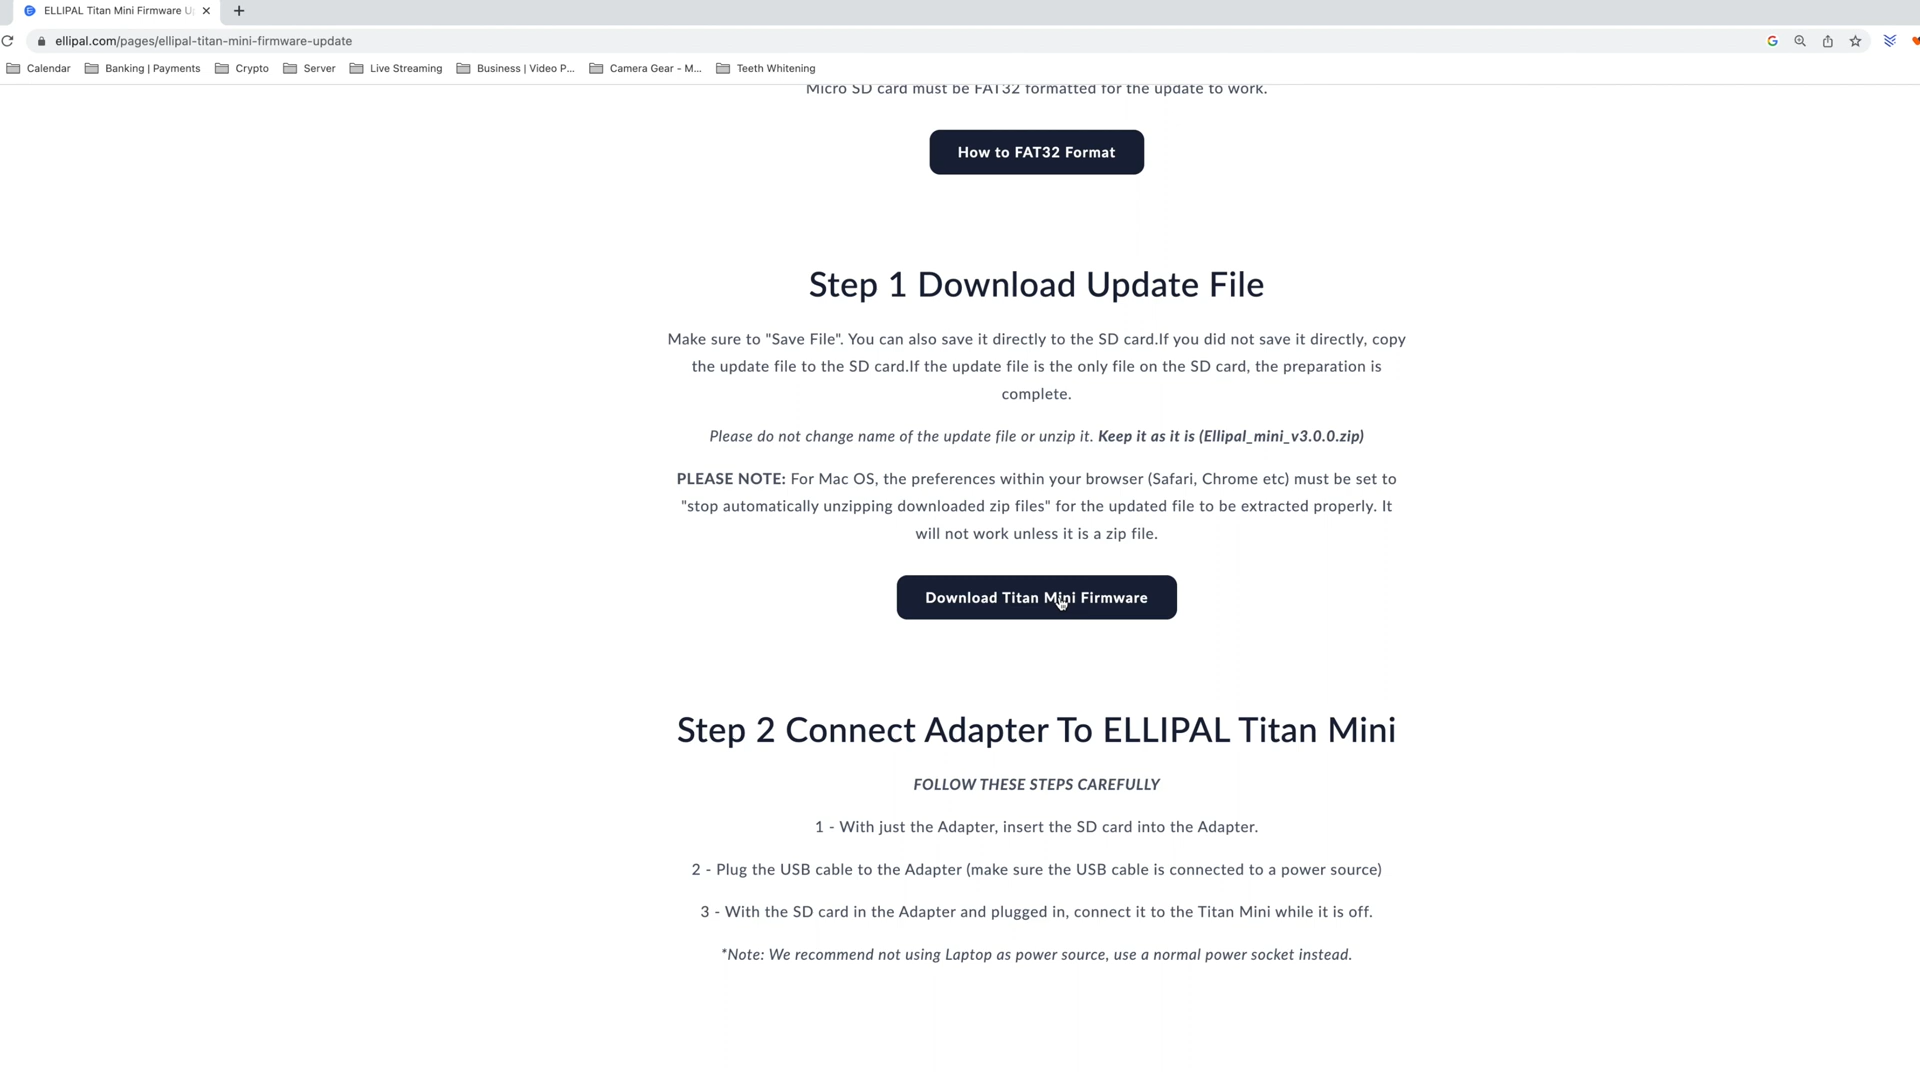 ELLIPAL Titan Mini Firmware U
ellipal.com/pages/ellipal-titan-mini-firmware-update
Calendar Banking | Payments Crypto Server Live Streaming Business | Video P... Camera Gear - M... Teeth Whitening
Micro SD card must be FAT32 formatted for the update to work.
How to FAT32 Format
Step 1 Download Update File
Make sure to "Save File". You can also save it directly to the SD card.If you did not save it directly, copy
the update file to the SD card.If the update file is the only file on the SD card, the preparation is
complete.
Please do not change name of the update file or unzip it. Keep it as it is (Ellipal_mini_v3.0.0.zip)
PLEASE NOTE: For Mac OS, the preferences within your browser (Safari, Chrome etc) must be set to
"stop automatically unzipping downloaded zip files" for the updated file to be extracted properly. It
will not work unless it is a zip file.
Download Titan Mini Firmware
Step 2 Connect Adapter To ELLIPAL Titan Mini
FOLLOW THESE STEPS CAREFULLY
1 - With just the Adapter, insert the SD card into the Adapter.
2 - Plug the USB cable to the Adapter (make sure the USB cable is connected to a power source)
3 - With the SD card in the Adapter and plugged in, connect it to the Titan Mini while it is off.
*Note: We recommend not using Laptop as power source, use a normal power socket instead.